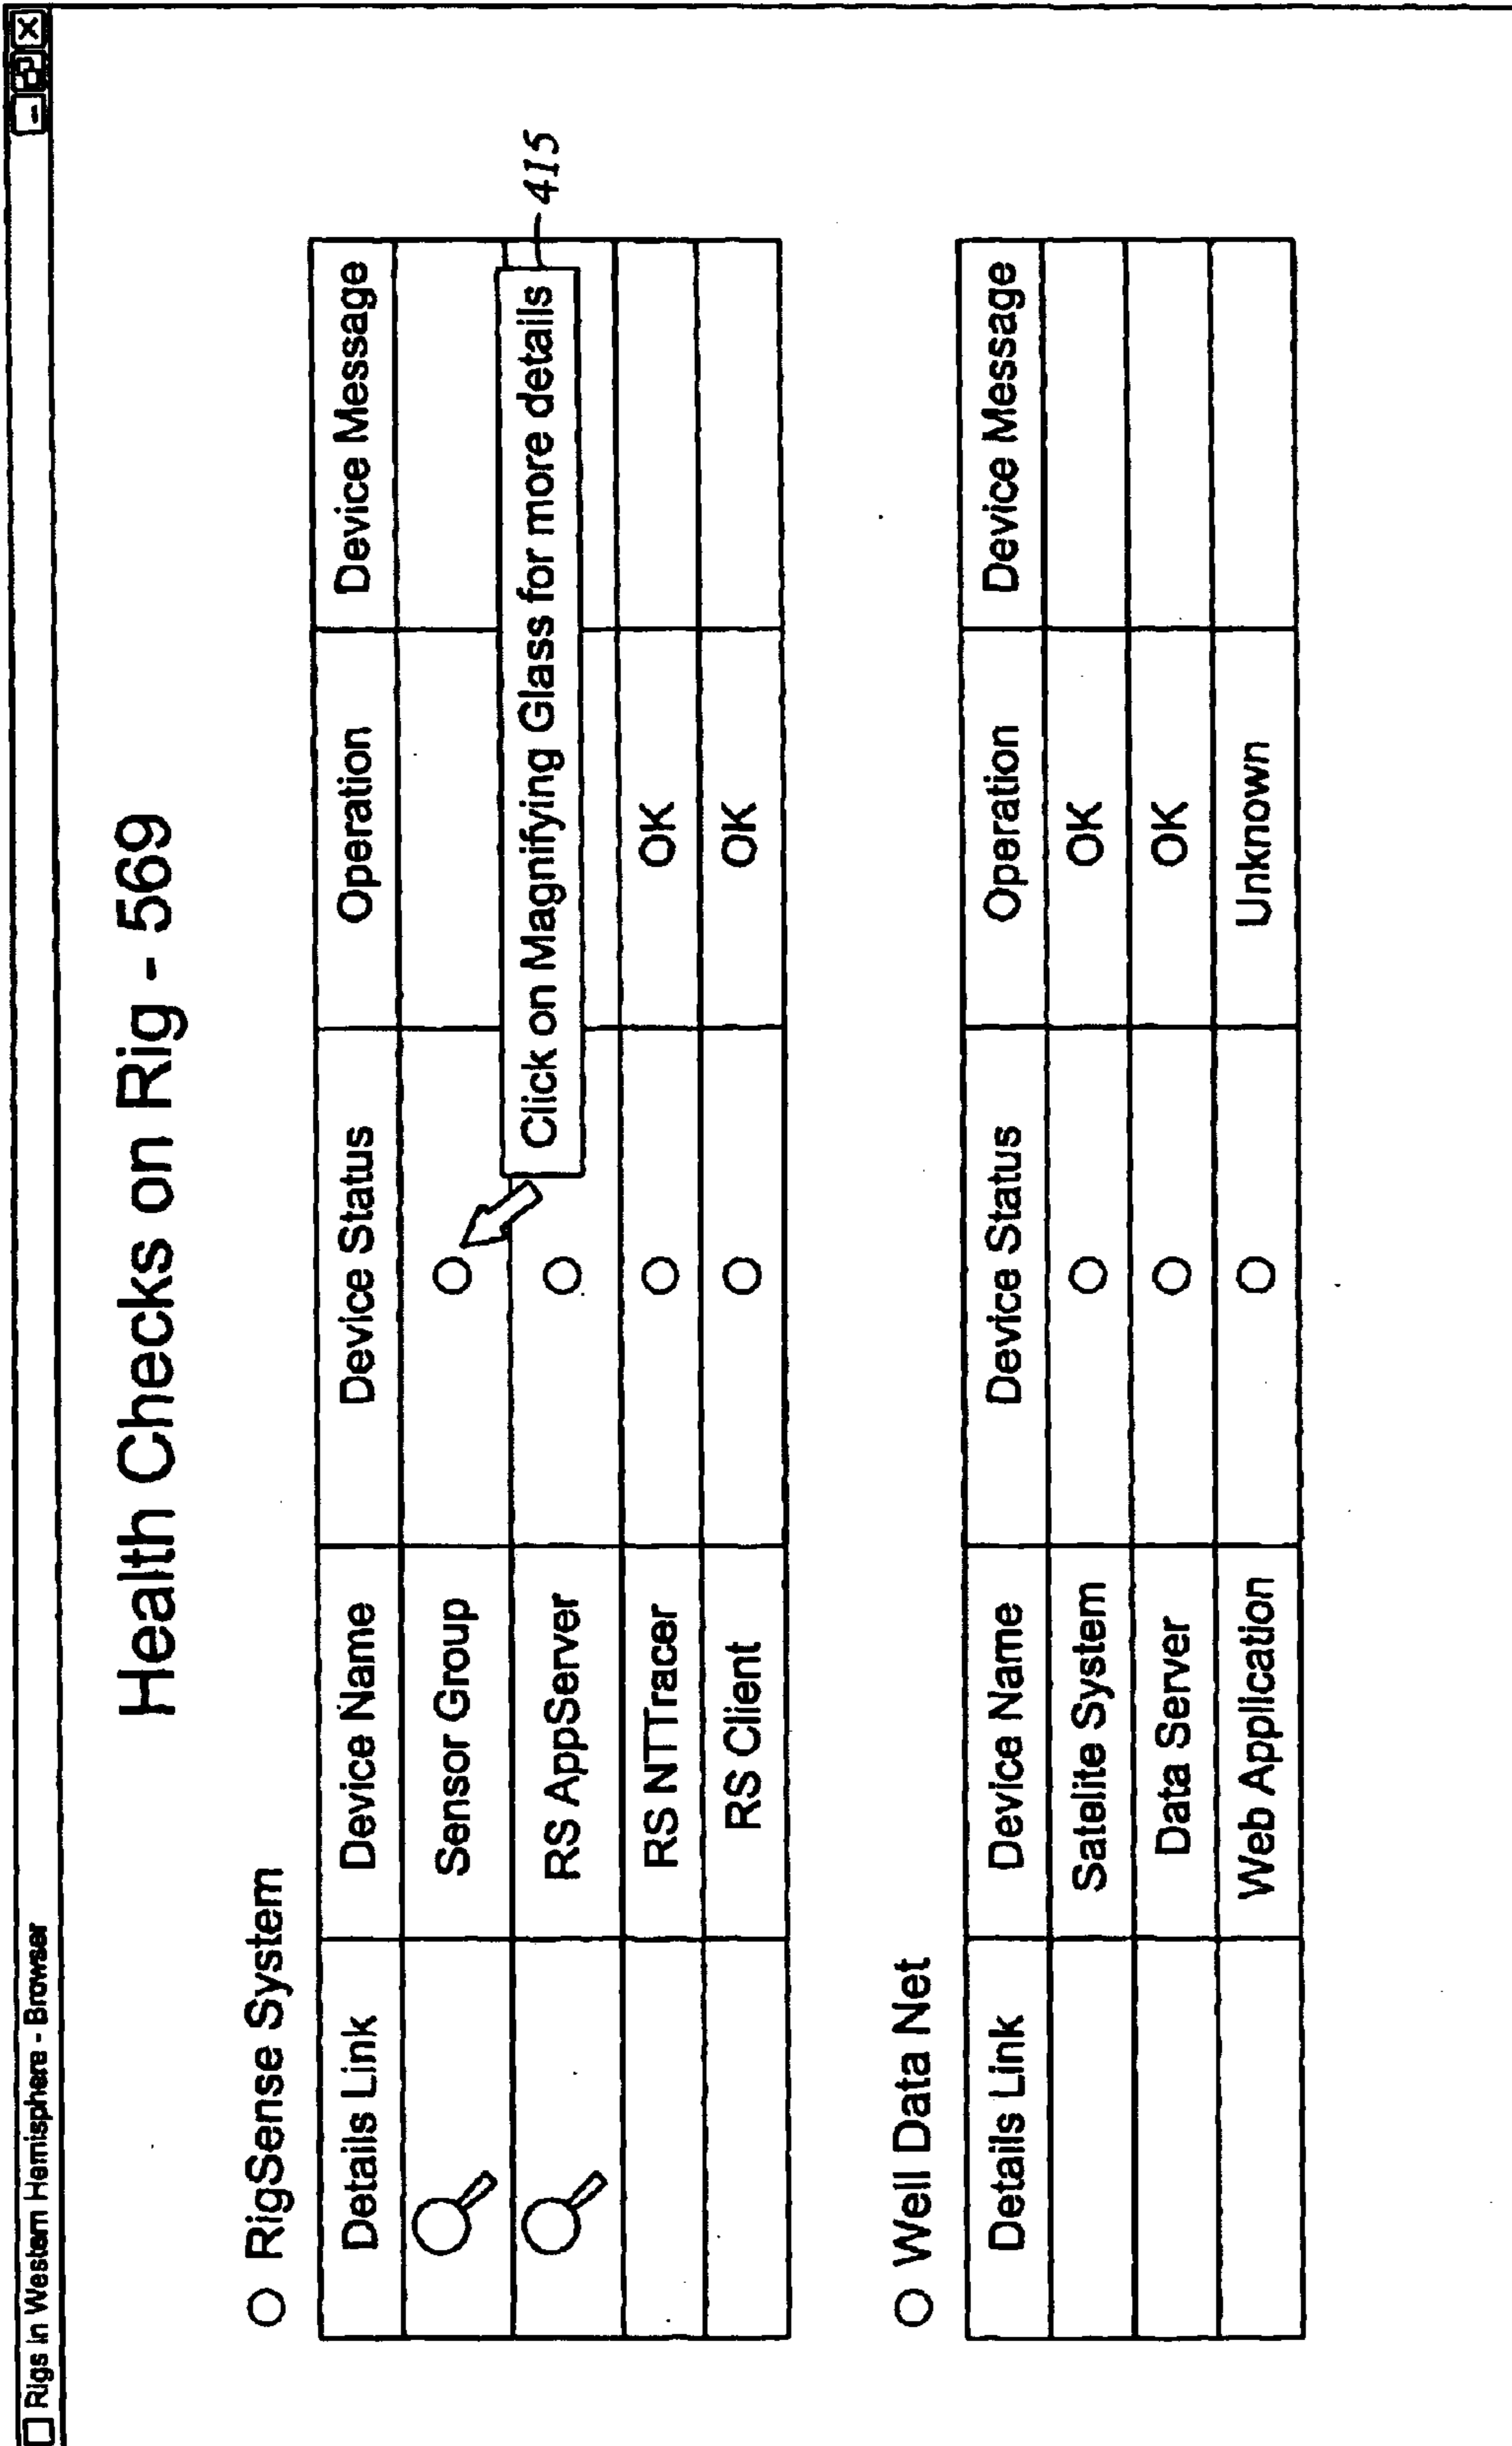 Rigs in Western Hemisphere - Browser
Health Checks on Rig - 569
RigSense System
Details Link Device Name Device Status Operation Device Message
Sensor Group
Click on Magnifying Glass for more details
415
RS AppServer
RS NTTracer OK
RS Client OK
Well Data Net
Details Link Device Name Device Status Operation Device Message
Satelite System OK
Data Server OK
Web Application Unknown